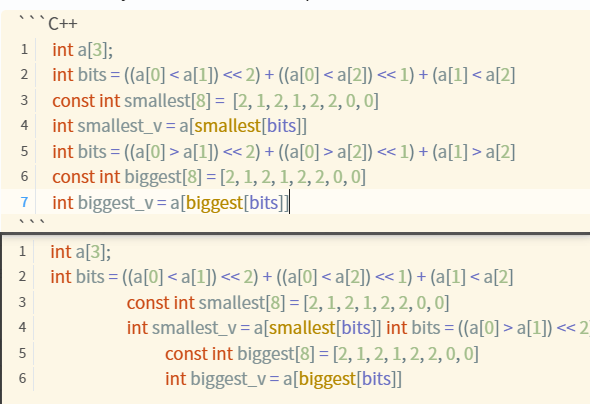 ```C++
1 int a[3];
2 int bits = ((a[0] < a[1]) << 2) + ((a[0] < a[2]) << 1) + (a[1] < a[2]
3 const int smallest[8] =  [2, 1, 2, 1, 2, 2, 0, 0]
4 int smallest_v = a[smallest[bits]]
5 int bits = ((a[0] > a[1]) << 2) + ((a[0] > a[2]) << 1) + (a[1] > a[2]
6 const int biggest[8] = [2, 1, 2, 1, 2, 2, 0, 0]
7 int biggest_v = a[biggest[bits]]
```
1 int a[3];
2 int bits = ((a[0] < a[1]) << 2) + ((a[0] < a[2]) << 1) + (a[1] < a[2]
3 const int smallest[8] = [2, 1, 2, 1, 2, 2, 0, 0]
4 int smallest_v = a[smallest[bits]] int bits = ((a[0] > a[1]) << 2
5 const int biggest[8] = [2, 1, 2, 1, 2, 2, 0, 0]
6 int biggest_v = a[biggest[bits]]